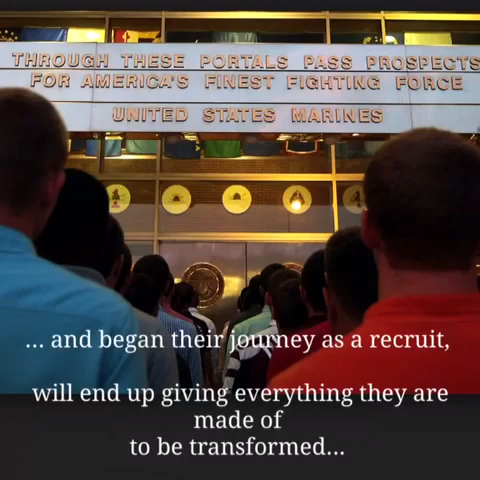 THROUGH THESE PORTALS PASS PROSPECTS
FOR AMERICA'S FINEST FIGHTING FORCE
UNITED STATES MARINES
... and began their journey as a recruit,
will end up giving everything they are
made of
to be transformed...